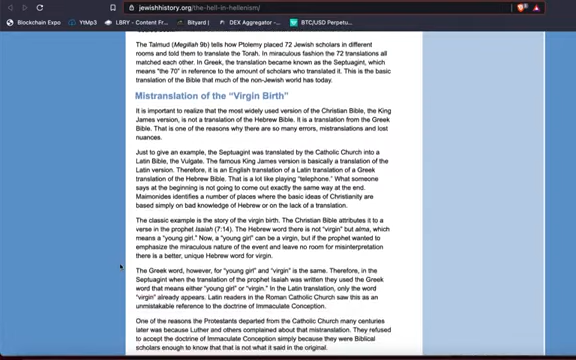 jewishhistory.org/the-hell-in-hellenism/
Blockchain Expo YtMp3 LBRY - Content Fr... Bityard | DEX Aggregator -... BTC/USD Perpetu...
The Talmud (Megillah 9b) tells how Ptolemy placed 72 Jewish scholars in different
rooms and told them to translate the Torah. In miraculous fashion the 72 translations all
matched each other. In Greek, the translation became known as the Septuagint, which
means "the 70" in reference to the amount of scholars who translated it. This is the basic
translation of the Bible that much of the non-Jewish world has today.
Mistranslation of the "Virgin Birth"
It is important to realize that the most widely used version of the Christian Bible, the King
James version, is not a translation of the Hebrew Bible. It is a translation from the Greek
Bible. That is one of the reasons why there are so many errors, mistranslations and lost
nuances.
Just to give an example, the Septuagint was translated by the Catholic Church into a
Latin Bible, the Vulgate. The famous King James version is basically a translation of the
Latin version. Therefore, it is an English translation of a Latin translation of a Greek
translation of the Hebrew Bible. That is a lot like playing "telephone." What someone
says at the beginning is not going to come out exactly the same way at the end.
Maimonides identifies a number of places where the basic ideas of Christianity are
based simply on bad knowledge of Hebrew or on the lack of a translation.
The classic example is the story of the virgin birth. The Christian Bible attributes it to a
verse in the prophet Isaiah (7:14). The Hebrew word there is not "virgin" but alma, which
means a "young girl." Now, a "young girl" can be a virgin, but if the prophet wanted to
emphasize the miraculous nature of the event and leave no room for misinterpretation
there is a better, unique Hebrew word for virgin.
The Greek word, however, for "young girl" and "virgin" is the same. Therefore, in the
Septuagint when the translation of the prophet Isaiah was written they used the Greek
word that means either "young girl" or "virgin." In the Latin translation, only the word
"virgin" already appears. Latin readers in the Roman Catholic Church saw this as an
unmistakable reference to the doctrine of Immaculate Conception.
One of the reasons the Protestants departed from the Catholic Church many centuries
later was because Luther and others complained about that mistranslation. They refused
to accept the doctrine of Immaculate Conception simply because they were Biblical
scholars enough to know that that is not what it said in the original.